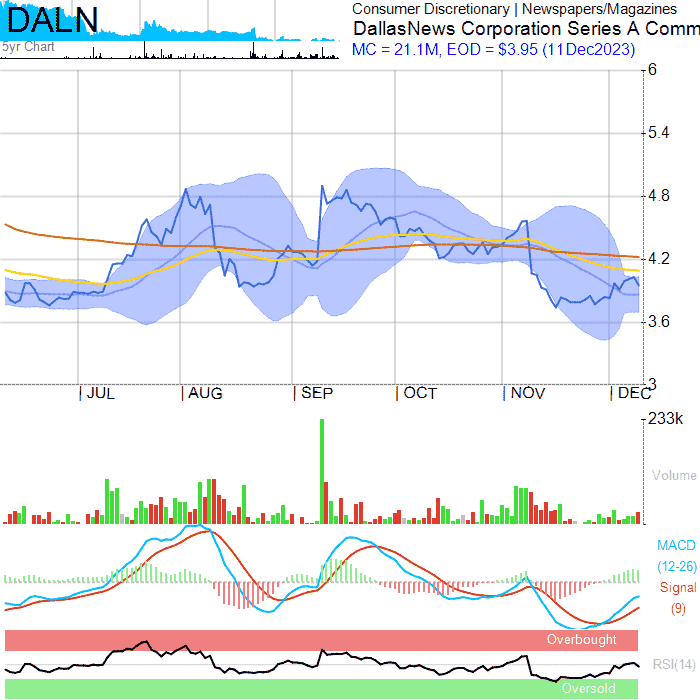 DALN
5yr Chart
Consumer Discretionary | Newspapers/Magazines
DallasNews Corporation Series A Comm
MC = 21.1M, EOD = $3.95 (11Dec2023)
6
5.4
4.8
4.2
3.6
3
JUL AUG SEP OCT NOV DEC
233k
Volume
MACD
(12-26)
Signal
(9)
Overbought
RSI(14)
Oversold